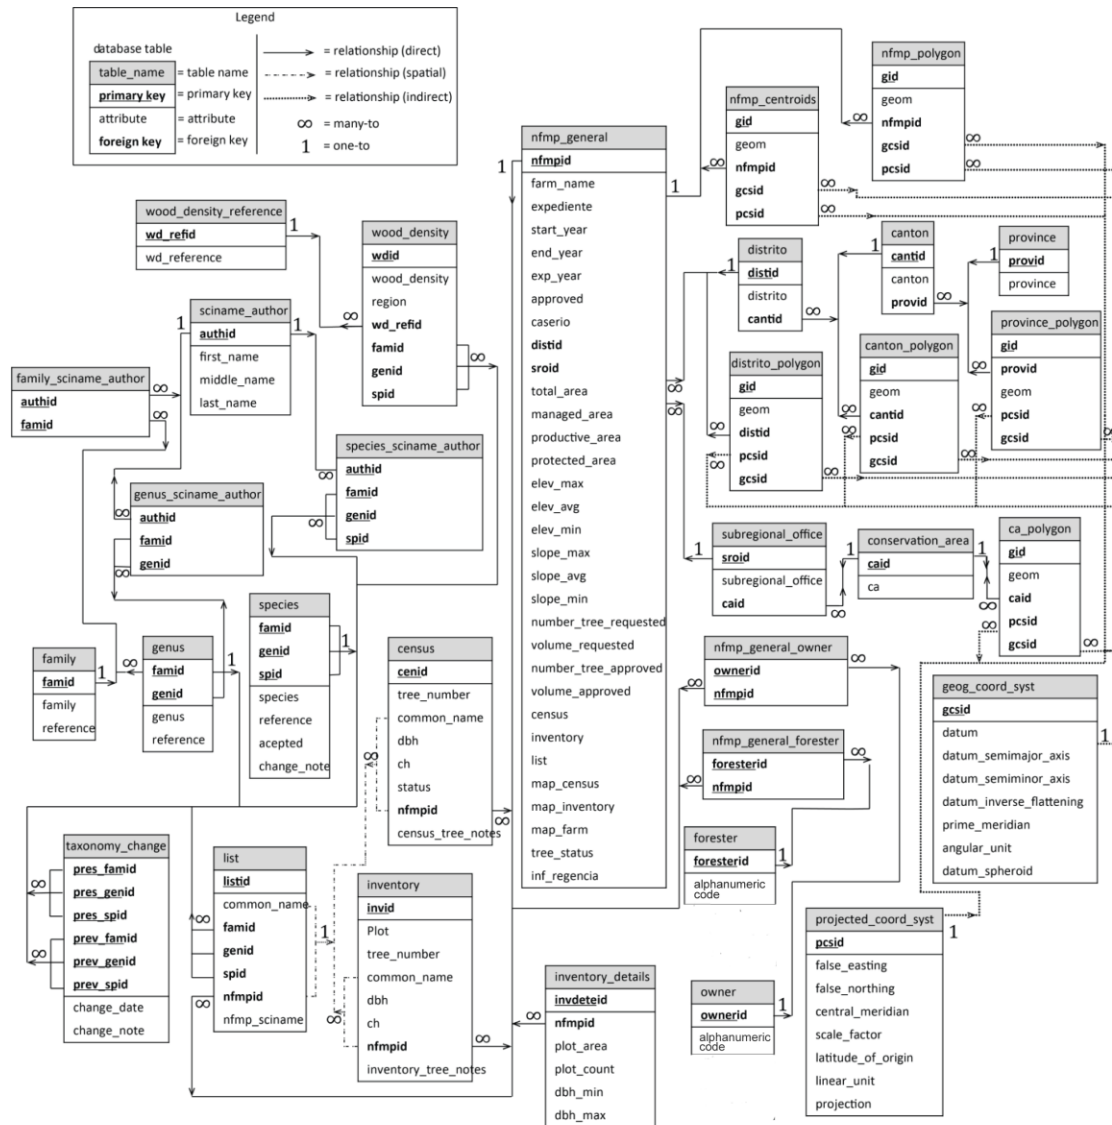 Legend
database table
table_name = table name
primary key = primary key
attribute = attribute
foreign key = foreign key
= relationship (direct)
= relationship (spatial)
= relationship (indirect)
∞ = many-to
1 = one-to
nfmp_polygon
gid
geom
nfmpid
gcsid
pcsid
nfmp_centroids
gid
geom
nfmpid
gcsid
pcsid
nfmp_general
nfmpid
farm_name
expediente
start_year
end_year
exp_year
approved
caserio
distid
sroid
total_area
managed_area
productive_area
protected_area
elev_max
elev_avg
elev_min
slope_max
slope_avg
slope_min
number_tree_requested
volume_requested
number_tree_approved
volume_approved
census
inventory
list
map_census
map_inventory
map_farm
tree_status
inf_regencia
wood_density_reference
wd_refid
wd_reference
wood_density
wdid
wood_density
region
wd_refid
famid
genid
spid
sciname_author
authid
first_name
middle_name
last_name
family_sciname_author
authid
famid
species_sciname_author
authid
famid
genid
spid
genus_sciname_author
authid
famid
genid
distrito
distid
distrito
cantid
canton
cantid
canton
provid
province
provid
province
distrito_polygon
gid
geom
distid
pcsid
gcsid
canton_polygon
gid
geom
cantid
pcsid
gcsid
province_polygon
gid
provid
geom
pcsid
gcsid
subregional_office
sroid
subregional_office
caid
conservation_area
caid
ca
ca_polygon
gid
geom
caid
pcsid
gcsid
family
famid
family
reference
genus
famid
genid
genus
reference
species
famid
genid
spid
species
reference
acepted
change_note
census
cenid
tree_number
common_name
dbh
ch
status
nfmpid
census_tree_notes
nfmp_general_owner
ownerid
nfmpid
nfmp_general_forester
foresterid
nfmpid
forester
foresterid
alphanumeric
code
geog_coord_syst
gcsid
datum
datum_semimajor_axis
datum_semiminor_axis
datum_inverse_flattening
prime_meridian
angular_unit
datum_spheroid
taxonomy_change
pres_famid
pres_genid
pres_spid
prev_famid
prev_genid
prev_spid
change_date
change_note
list
listid
common_name
famid
genid
spid
nfmpid
nfmp_sciname
inventory
invid
Plot
tree_number
common_name
dbh
ch
nfmpid
inventory_tree_notes
inventory_details
invdeteid
nfmpid
plot_area
plot_count
dbh_min
dbh_max
owner
ownerid
alphanumeric
code
projected_coord_syst
pcsid
false_easting
false_northing
central_meridian
scale_factor
latitude_of_origin
linear_unit
projection